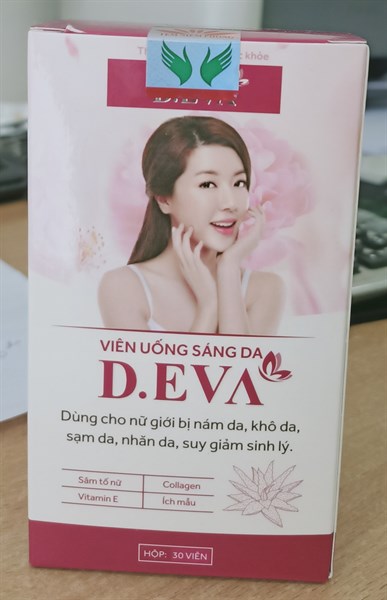 khỏe
VIÊN UỐNG SÁNG DA
D.EVA
Dùng cho nữ giới bị nám da, khô da,
sạm da, nhăn da, suy giảm sinh lý.
Sâm tố nữ Collagen
Vitamin E Ích mẫu
HỘP: 30 VIÊN